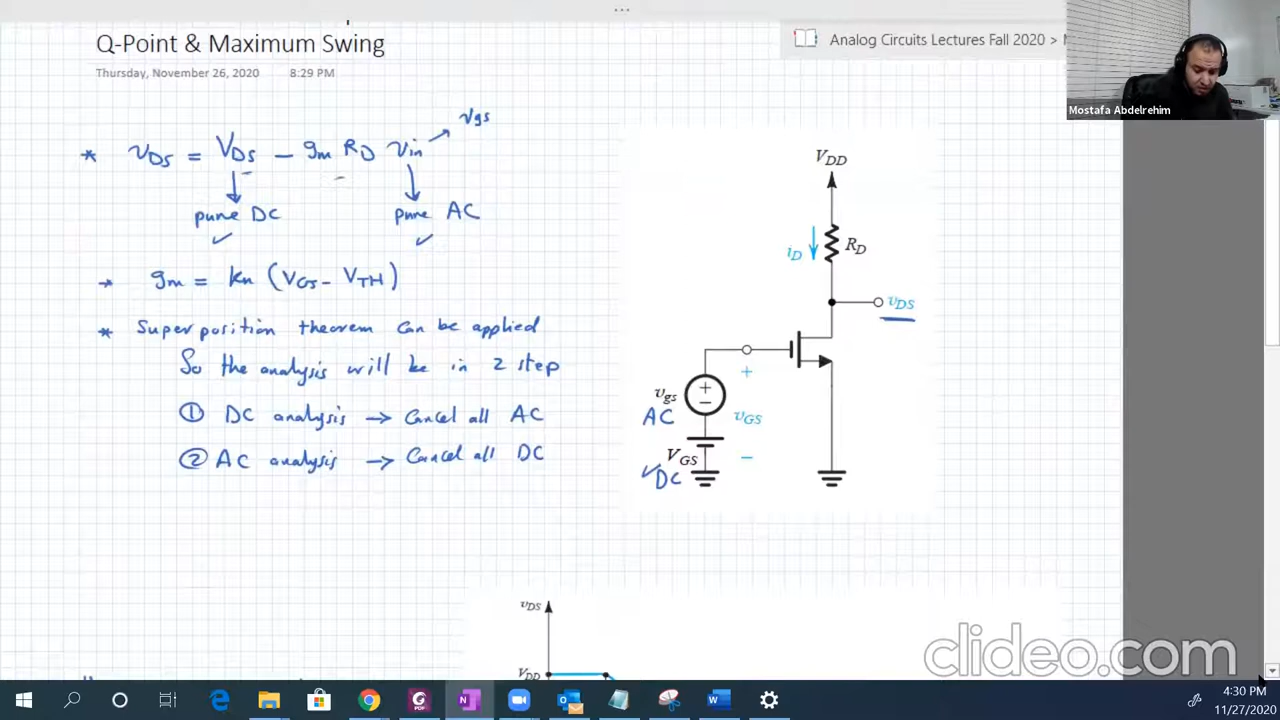 Q-Point & Maximum Swing
Thursday, November 26, 2020 8:29 PM
Analog Circuits Lectures Fall 2020 >
Mostafa Abdelrehim
* vDS = VDS - gm RD vin → vgs
pure DC pure AC
→ gm = kn (VGS - VTH)
* Superposition theorem can be applied
So the analysis will be in 2 step
① DC analysis → Cancel all AC
② AC analysis → Cancel all DC
VDD
iD RD
vDS
+
vgs + −
AC vGS
VGS −
DC
vDS
VDD
clideo.com
4:30 PM
11/27/2020